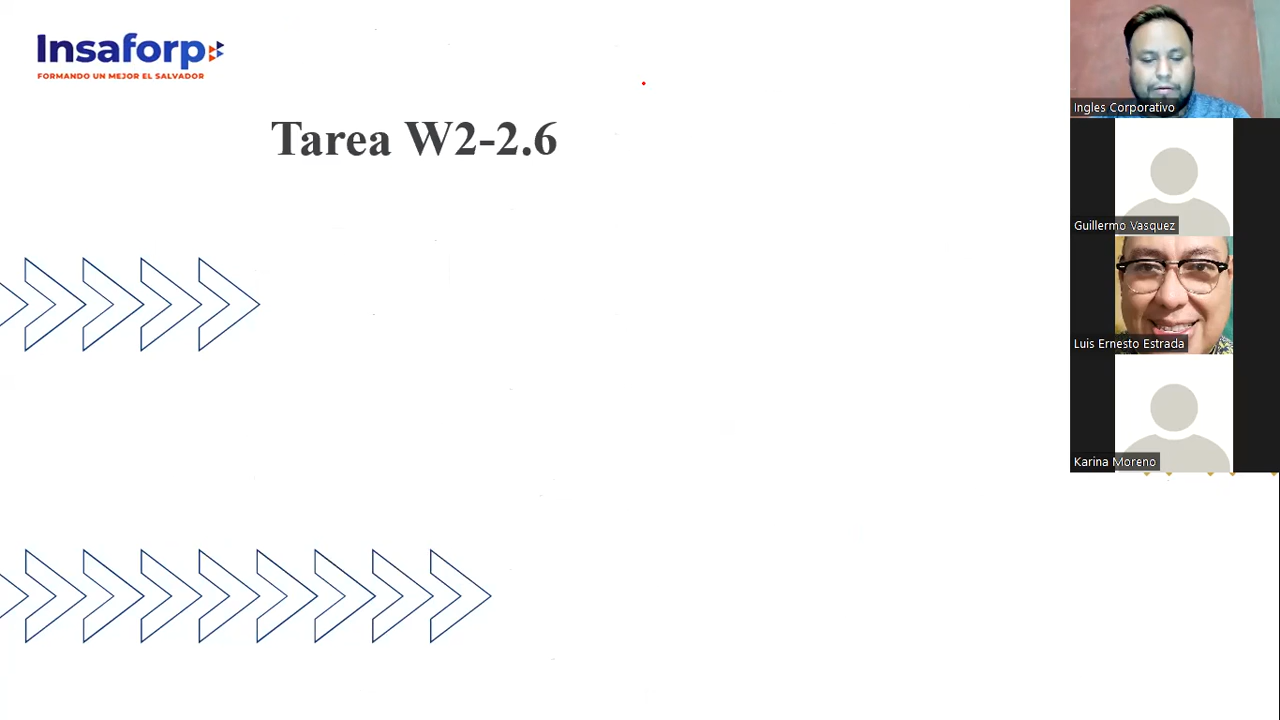 Insaforp
FORMANDO UN MEJOR EL SALVADOR
Tarea W2-2.6
Ingles Corporativo
Guillermo Vasquez
Luis Ernesto Estrada
Karina Moreno